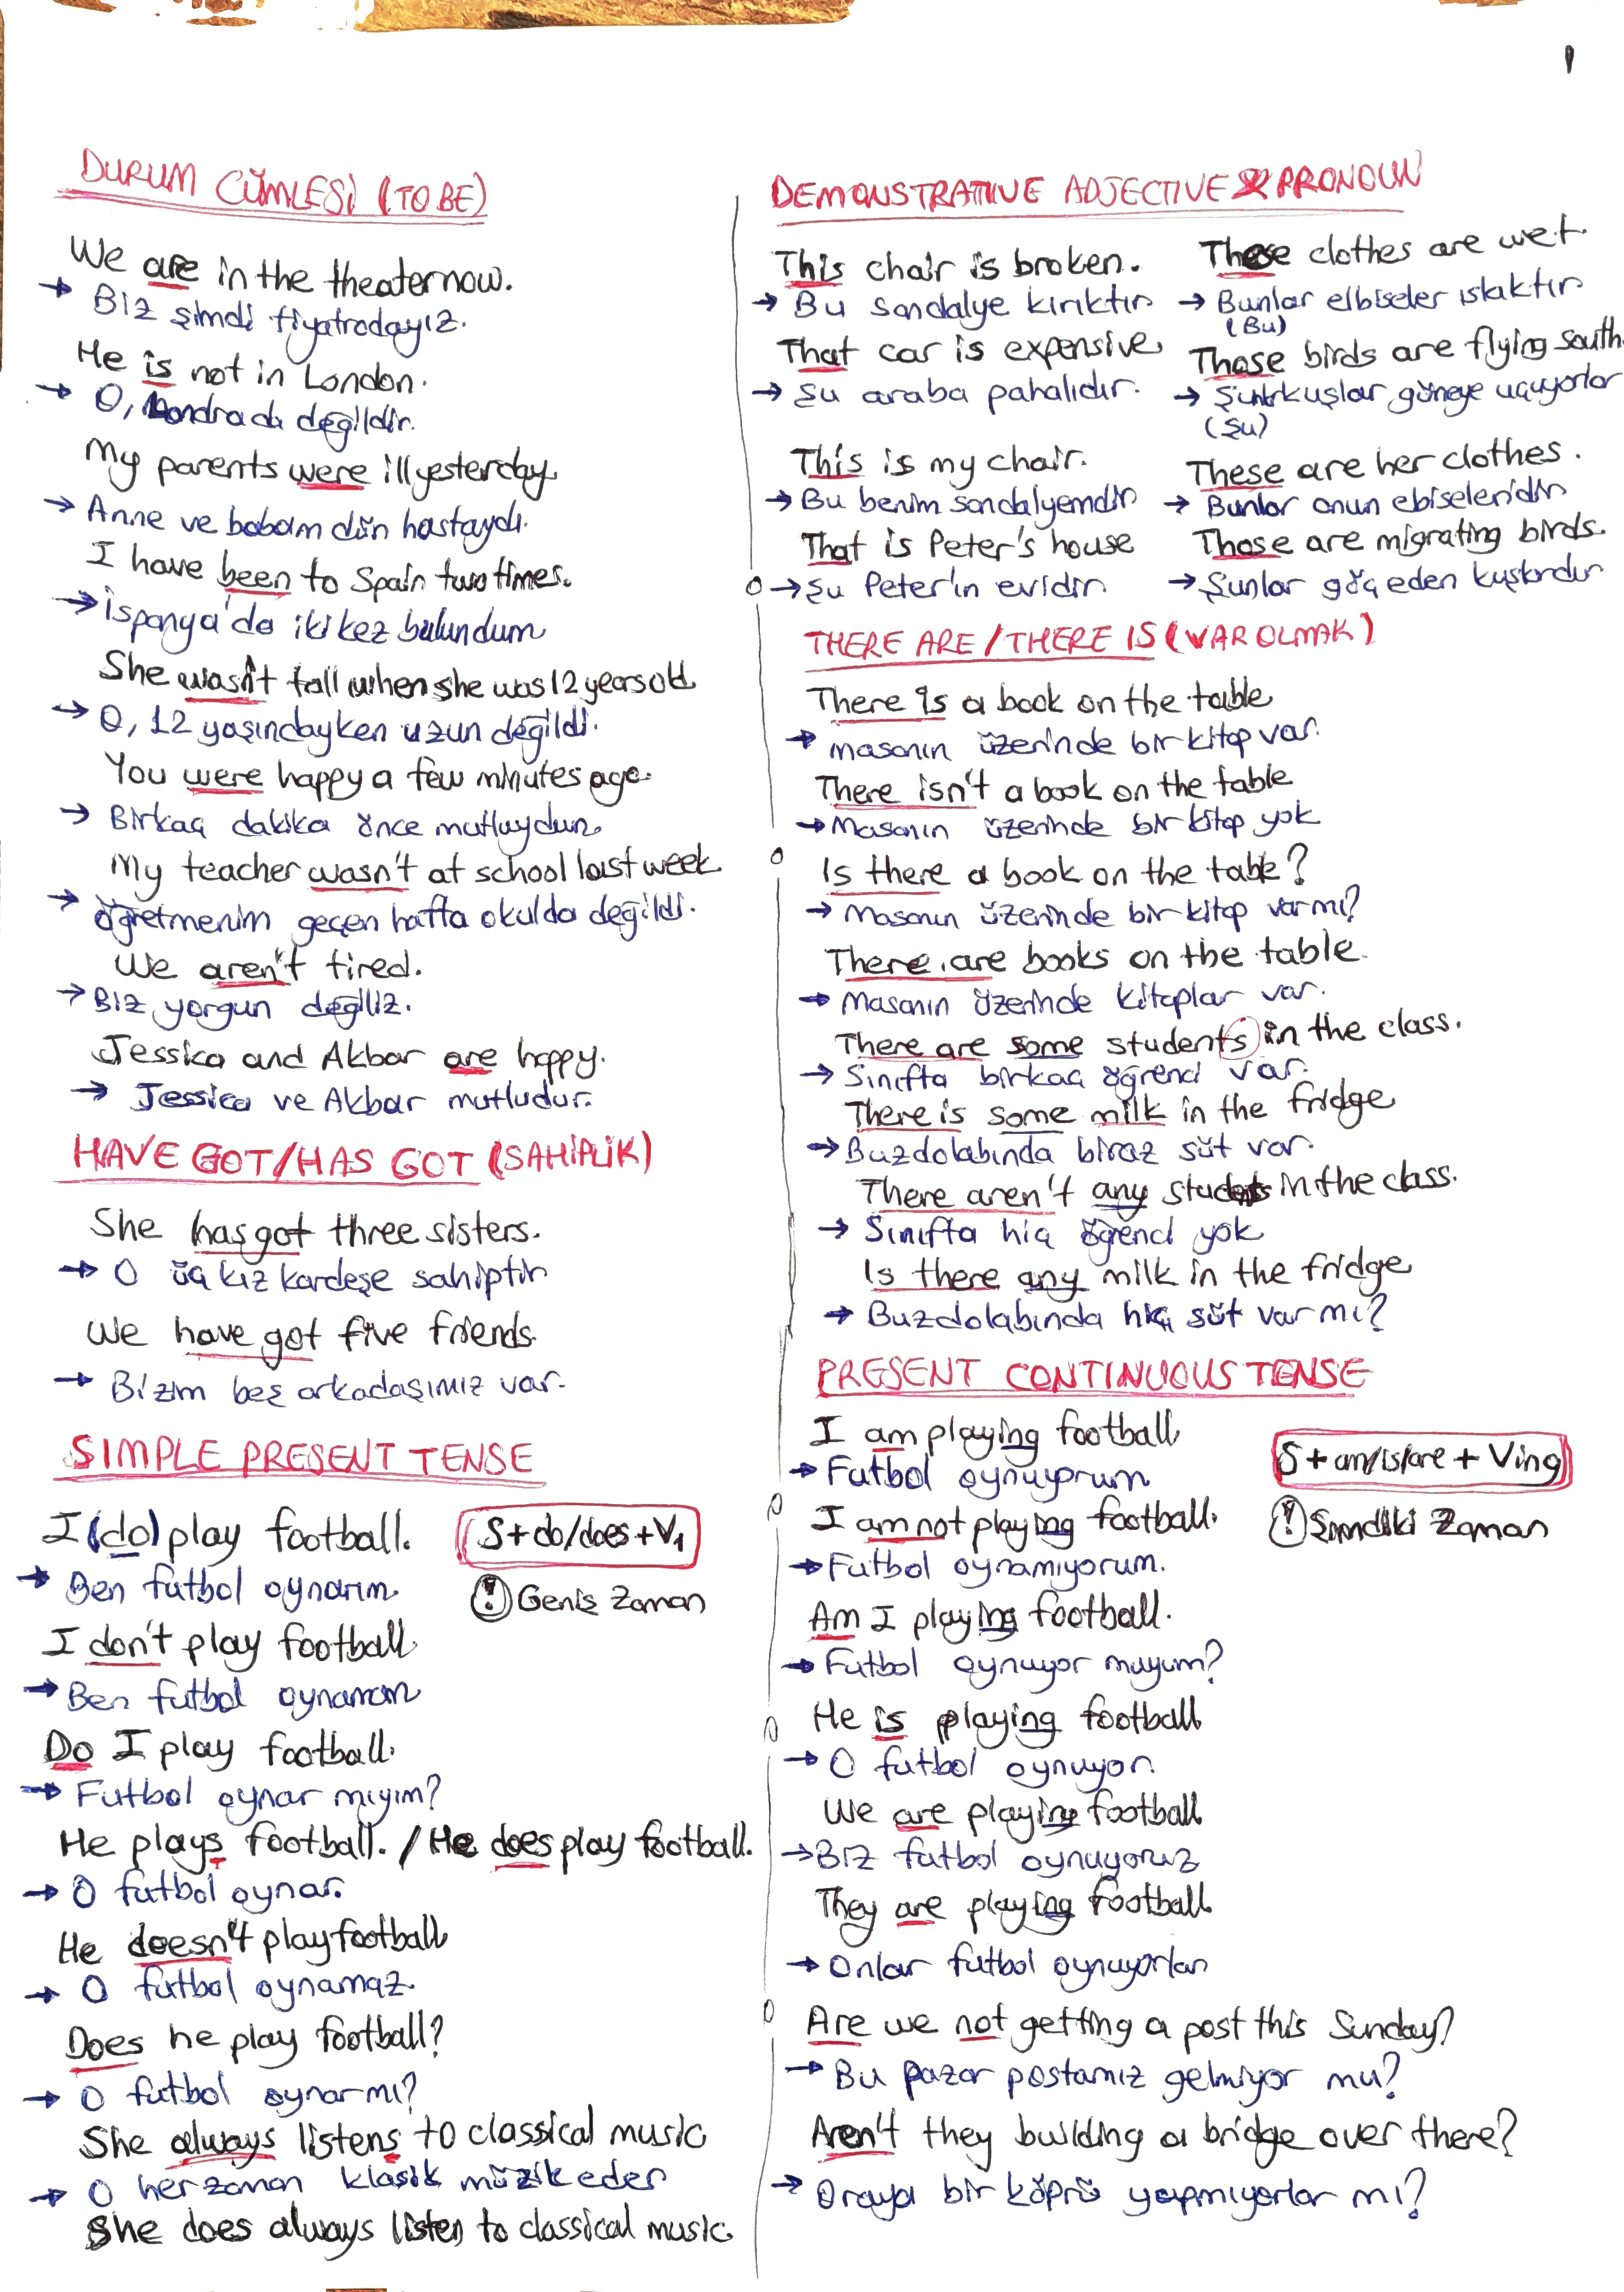 1
DURUM CÜMLESİ (TO BE)
We are in the theater now.
→ Biz şimdi tiyatrodayız.
He is not in London.
→ O, Londrada değildir.
My parents were ill yesterday.
→ Anne ve babam dün hastaydı.
I have been to Spain two times.
→ İspanya'da iki kez bulundum
She wasn't tall when she was 12 years old
→ O, 12 yaşındayken uzun değildi.
You were happy a few minutes ago.
→ Birkaç dakika önce mutluydun.
My teacher wasn't at school last week
→ öğretmenim geçen hafta okulda değildi.
We aren't tired.
→ Biz yorgun değiliz.
Jessica and Akbar are happy.
→ Jessica ve Akbar mutludur.
HAVE GOT/HAS GOT (SAHİPLİK)
She has got three sisters.
→ O üç kız kardeşe sahiptir
We have got five friends.
→ Bizim beş arkadaşımız var.
SIMPLE PRESENT TENSE
I (do) play football.
S + do/does + V1
→ Ben futbol oynarım
! Geniş Zaman
I don't play football
→ Ben futbol oynamam
Do I play football.
→ Futbol oynar mıyım?
He plays football. / He does play football.
→ O futbol oynar.
He doesn't play football
→ O futbol oynamaz.
Does he play football?
→ O futbol oynar mı?
She always listens to classical music
→ O her zaman klasik müzik eder
She does always listen to classical music
DEMONSTRATIVE ADJECTIVE & PRONOUN
This chair is broken.
→ Bu sandalye kırıktır
That car is expensive
→ Şu araba pahalıdır.
This is my chair.
→ Bu benim sandalyemdir
That is Peter's house
→ Şu Peter'in evidir
These clothes are wet.
→ Bunlar elbiseler ıslaktır
(Bu)
Those birds are flying south.
→ kuşlar güneye uçuyorlar
(Şu)
These are her clothes.
→ Bunlar onun ebiseleridir
Those are migrating birds.
→ Şunlar göç eden kuşlardır
THERE ARE / THERE IS (VAR OLMAK)
There is a book on the table
→ masanın üzerinde bir kitap var.
There isn't a book on the table
→ Masanın üzerinde bir kitap yok
Is there a book on the table?
→ Masanın üzerinde bir kitap var mı?
There are books on the table.
→ Masanın üzerinde kitaplar var.
There are some students in the class.
→ Sınıfta birkaç öğrenci var.
There is some milk in the fridge
→ Buzdolabında biraz süt var.
There aren't any students in the class.
→ Sınıfta hiç öğrenci yok
Is there any milk in the fridge
→ Buzdolabında hiç süt var mı?
PRESENT CONTINUOUS TENSE
I am playing football
S + am/is/are + Ving
→ Futbol oynuyorum
! Şimdiki Zaman
I am not playing football.
→ Futbol oynamıyorum.
Am I playing football.
→ Futbol oynuyor muyum?
He is playing football
→ O futbol oynuyor.
We are playing football
→ Biz futbol oynuyoruz
They are playing football
→ Onlar futbol oynuyorlar
Are we not getting a post this Sunday?
→ Bu pazar postamız gelmiyor mu?
Aren't they building a bridge over there?
→ Oraya bir köprü yapmıyorlar mı?